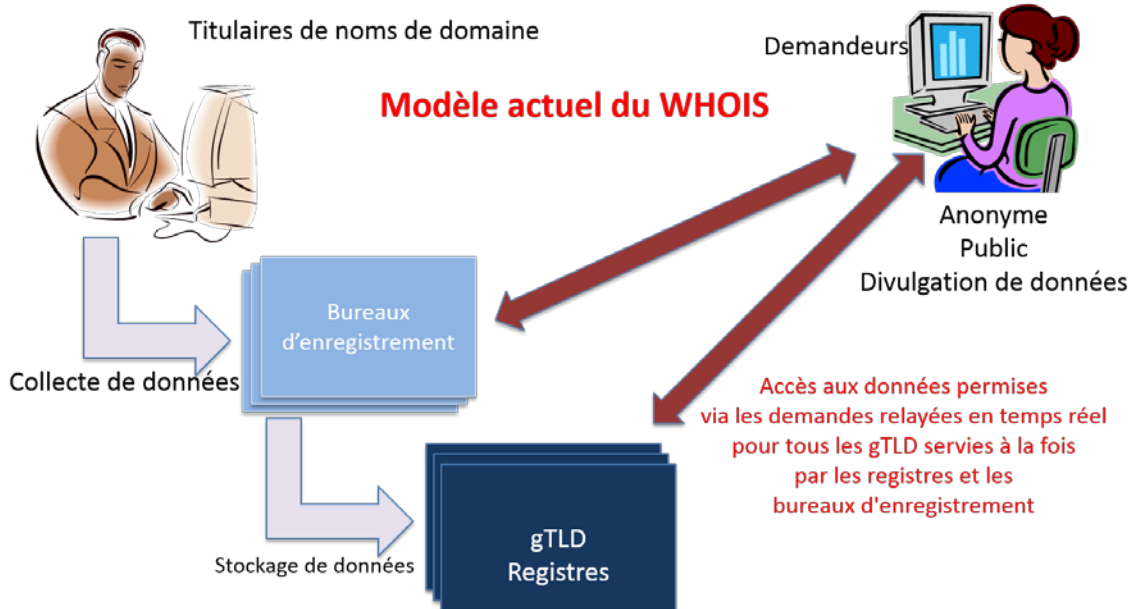 Titulaires de noms de domaine
Demandeurs
Modèle actuel du WHOIS
Anonyme
Public
Divulgation de données
Bureaux
d’enregistrement
Collecte de données
Accès aux données permises
via les demandes relayées en temps réel
pour tous les gTLD servies à la fois
par les registres et les
bureaux d'enregistrement
gTLD
Registres
Stockage de données